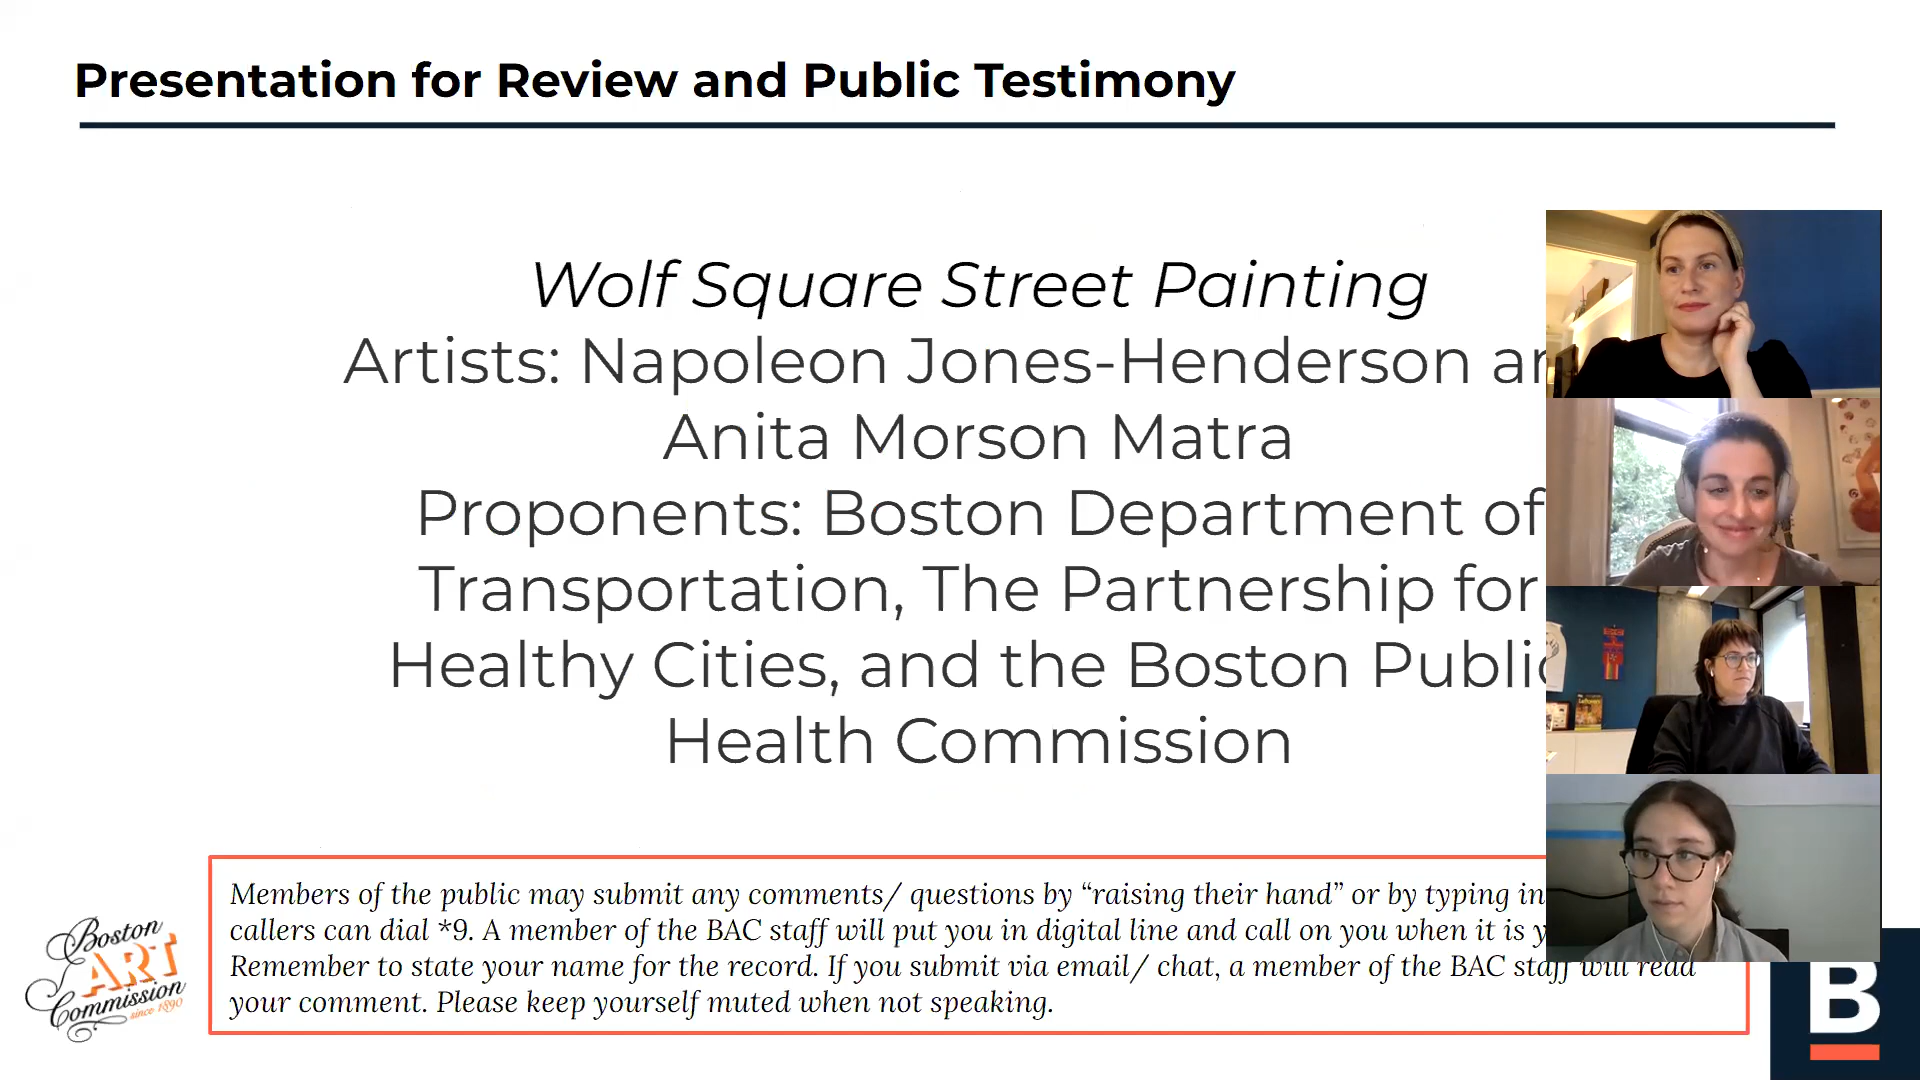 Presentation for Review and Public Testimony
Wolf Square Street Painting
Artists: Napoleon Jones-Henderson
Anita Morson Matra
Proponents: Boston Department of
Transportation, The Partnership for
Healthy Cities, and the Boston Public
Health Commission
Members of the public may submit any comments/ questions by “raising their hand” or by typing in
callers can dial *9. A member of the BAC staff will put you in digital line and call on you when it is
Remember to state your name for the record. If you submit via email/ chat, a member of the BAC staff will read
your comment. Please keep yourself muted when not speaking.
Boston
ART
Commission
since 1890
B